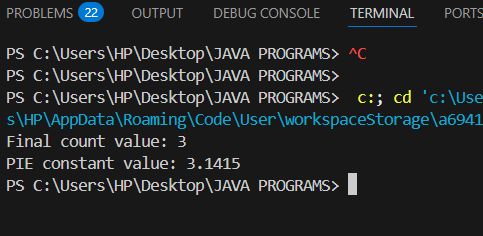 PROBLEMS 22 OUTPUT DEBUG CONSOLE TERMINAL PORTS
PS C:\Users\HP\Desktop\JAVA PROGRAMS> ^C
PS C:\Users\HP\Desktop\JAVA PROGRAMS>
PS C:\Users\HP\Desktop\JAVA PROGRAMS> c:; cd 'c:\Use
s\HP\AppData\Roaming\Code\User\workspaceStorage\a6941
Final count value: 3
PIE constant value: 3.1415
PS C:\Users\HP\Desktop\JAVA PROGRAMS>